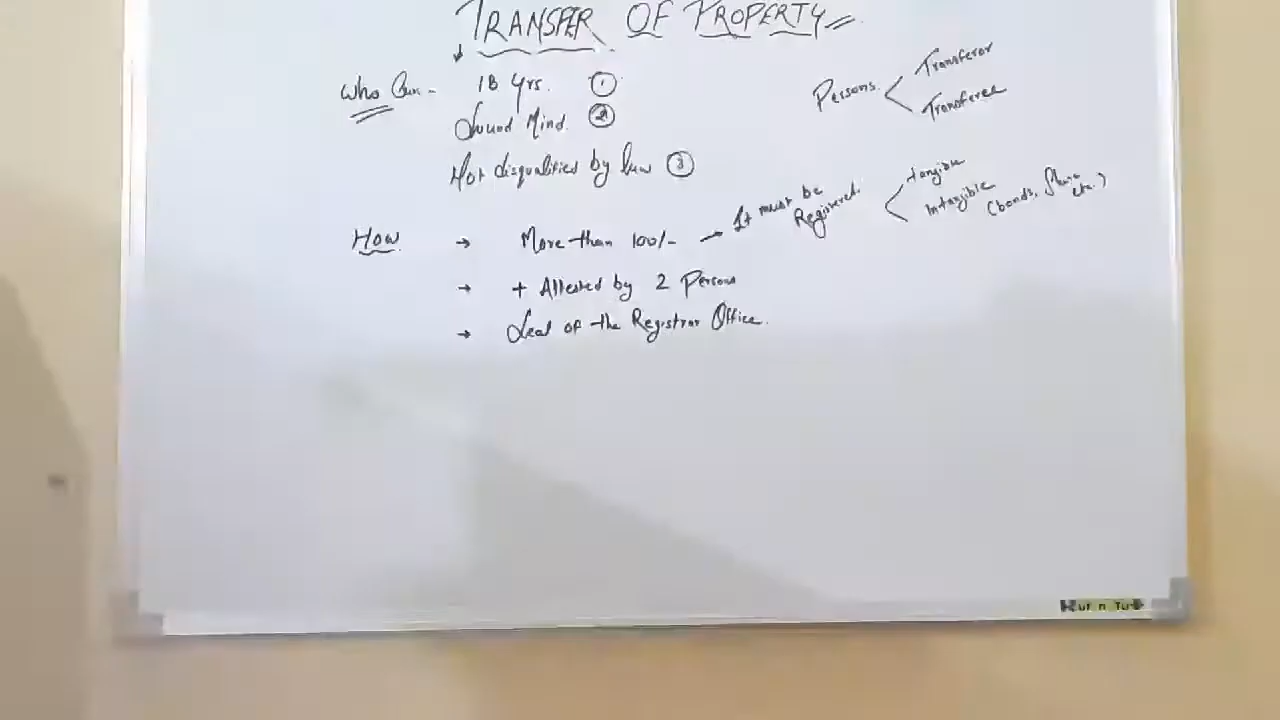 TRANSFER OF PROPERTY
Who Can - 18 Yrs. ①
Sound Mind. ②
Not disqualified by law ③
Persons. Transferor
Transferee
How → More than 100/- → It must be Registered.
tangible
Intangible (bonds, Share etc.)
→ + Attested by 2 Persons
→ Seal of the Registrar Office.